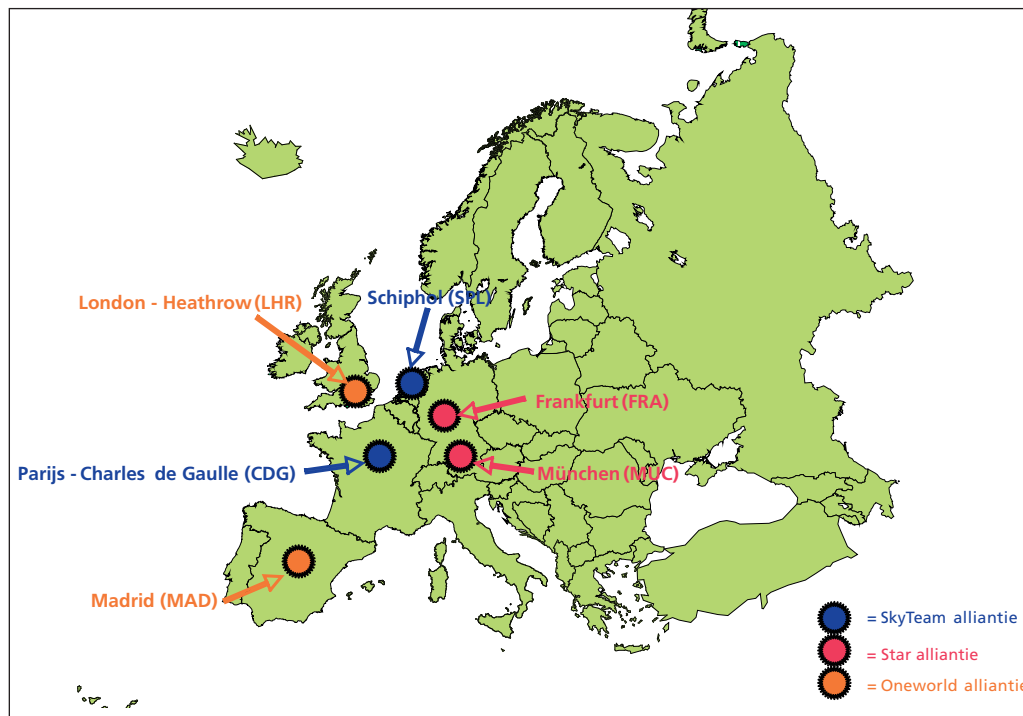 Schiphol (SPL)
London - Heathrow (LHR)
Frankfurt (FRA)
Parijs - Charles de Gaulle (CDG)
München (MUC)
Madrid (MAD)
= SkyTeam alliantie
= Star alliantie
= Oneworld alliantie